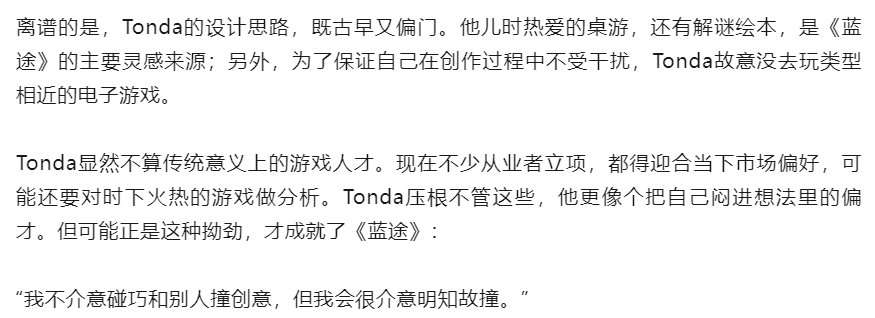 离谱的是，Tonda的设计思路，既古早又偏门。他儿时热爱的桌游，还有解谜绘本，是《蓝
途》的主要灵感来源；另外，为了保证自己在创作过程中不受干扰，Tonda故意没去玩类型
相近的电子游戏。
Tonda显然不算传统意义上的游戏人才。现在不少从业者立项，都得迎合当下市场偏好，可
能还要对时下火热的游戏做分析。Tonda压根不管这些，他更像个把自己闷进想法里的偏
才。但可能正是这种拗劲，才成就了《蓝途》：
“我不介意碰巧和别人撞创意，但我会很介意明知故撞。”